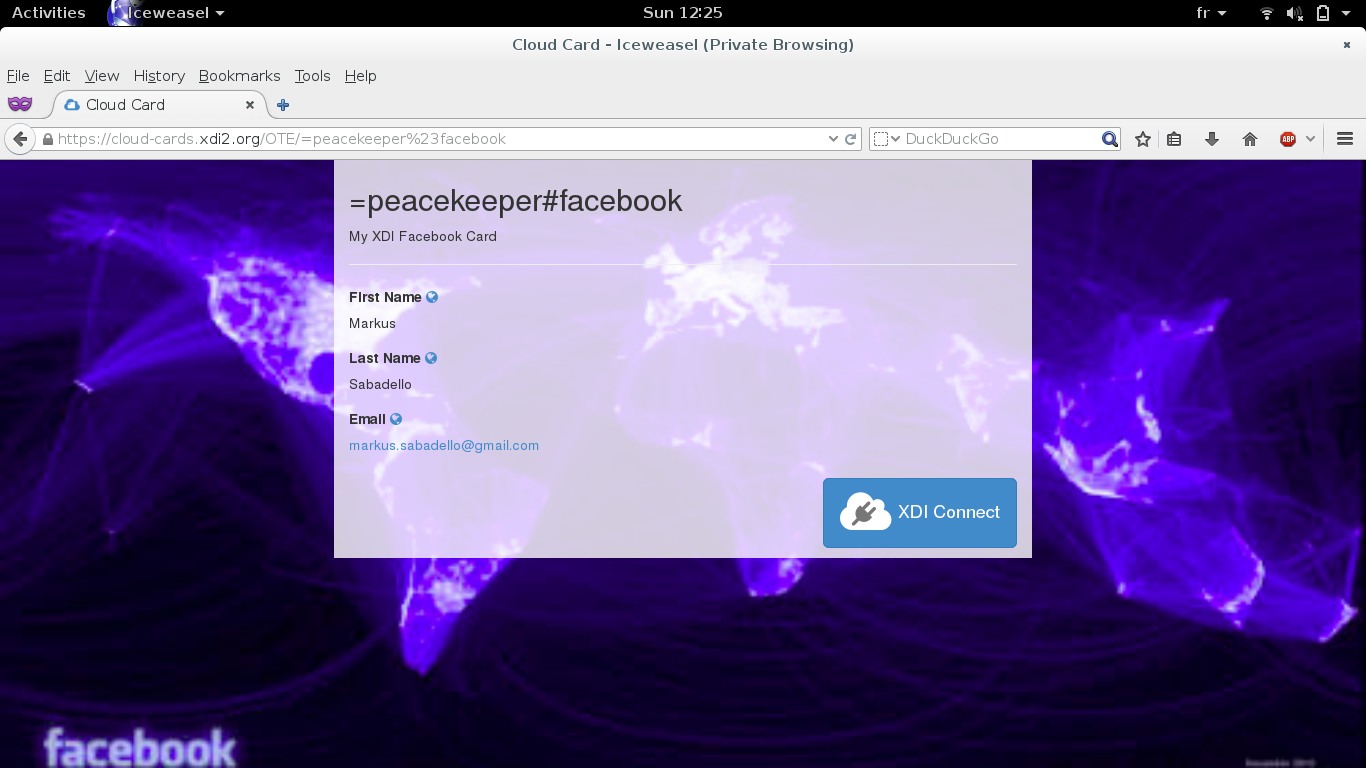 Activities Iceweasel Sun 12:25 fr
Cloud Card - Iceweasel (Private Browsing)
File Edit View History Bookmarks Tools Help
Cloud Card
https://cloud-cards.xdi2.org/OTE/=peacekeeper%23facebook DuckDuckGo ABP
=peacekeeper#facebook
My XDI Facebook Card
First Name
Markus
Last Name
Sabadello
Email
markus.sabadello@gmail.com
XDI Connect
facebook